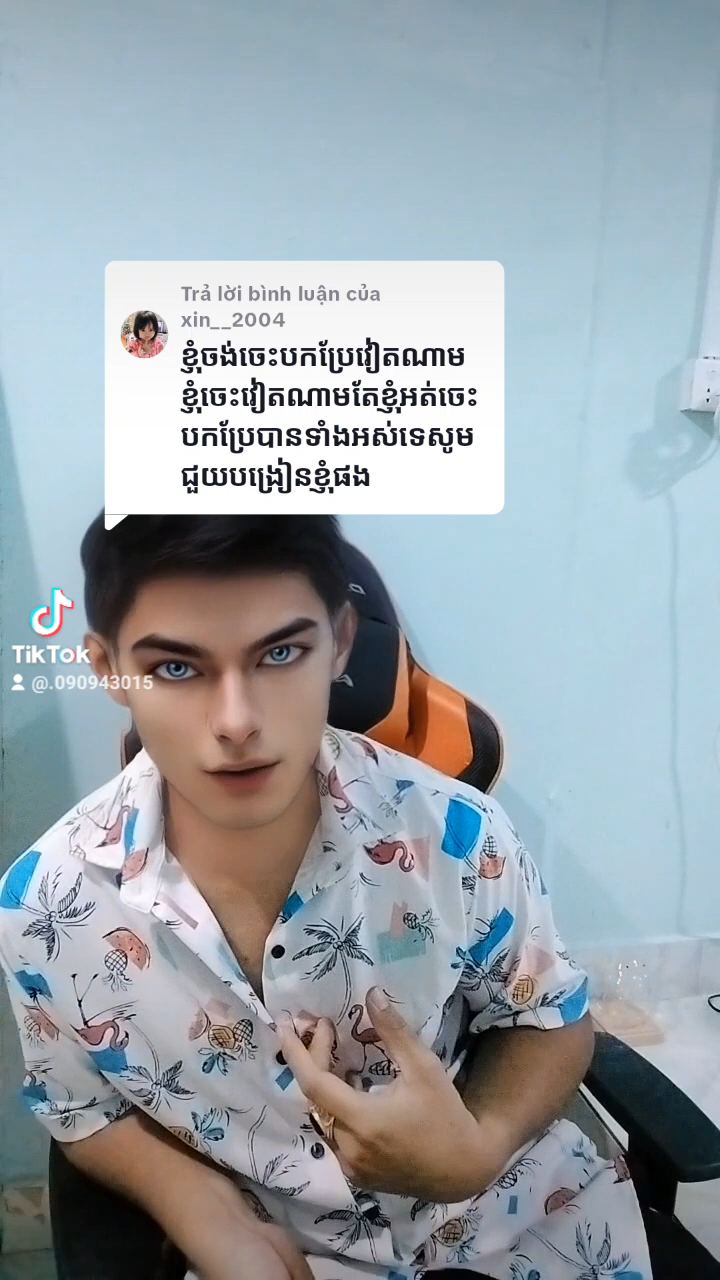 Trả lời bình luận của
xin__2004
ខ្ញុំចង់ចេះបកប្រែវៀតណាម
ខ្ញុំចេះវៀតណាមតែខ្ញុំអត់ចេះ
បកប្រែបានទាំងអស់ទេសូម
ជួយបង្រៀនខ្ញុំផង
TikTok
@.090943015